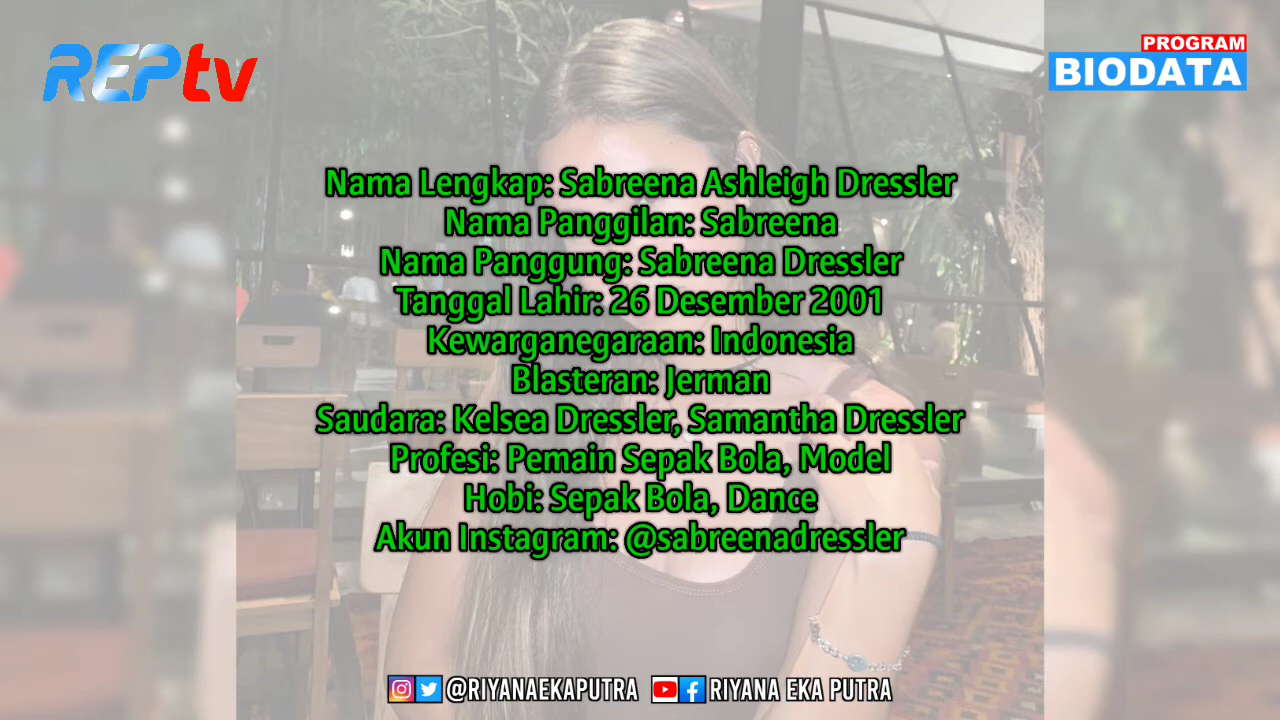 REPtv
PROGRAM
BIODATA
Nama Lengkap: Sabreena Ashleigh Dressler
Nama Panggilan: Sabreena
Nama Panggung: Sabreena Dressler
Tanggal Lahir: 26 Desember 2001
Kewarganegaraan: Indonesia
Blasteran: Jerman
Saudara: Kelsea Dressler, Samantha Dressler
Profesi: Pemain Sepak Bola, Model
Hobi: Sepak Bola, Dance
Akun Instagram: @sabreenadressler
@RIYANAEKAPUTRA RIYANA EKA PUTRA